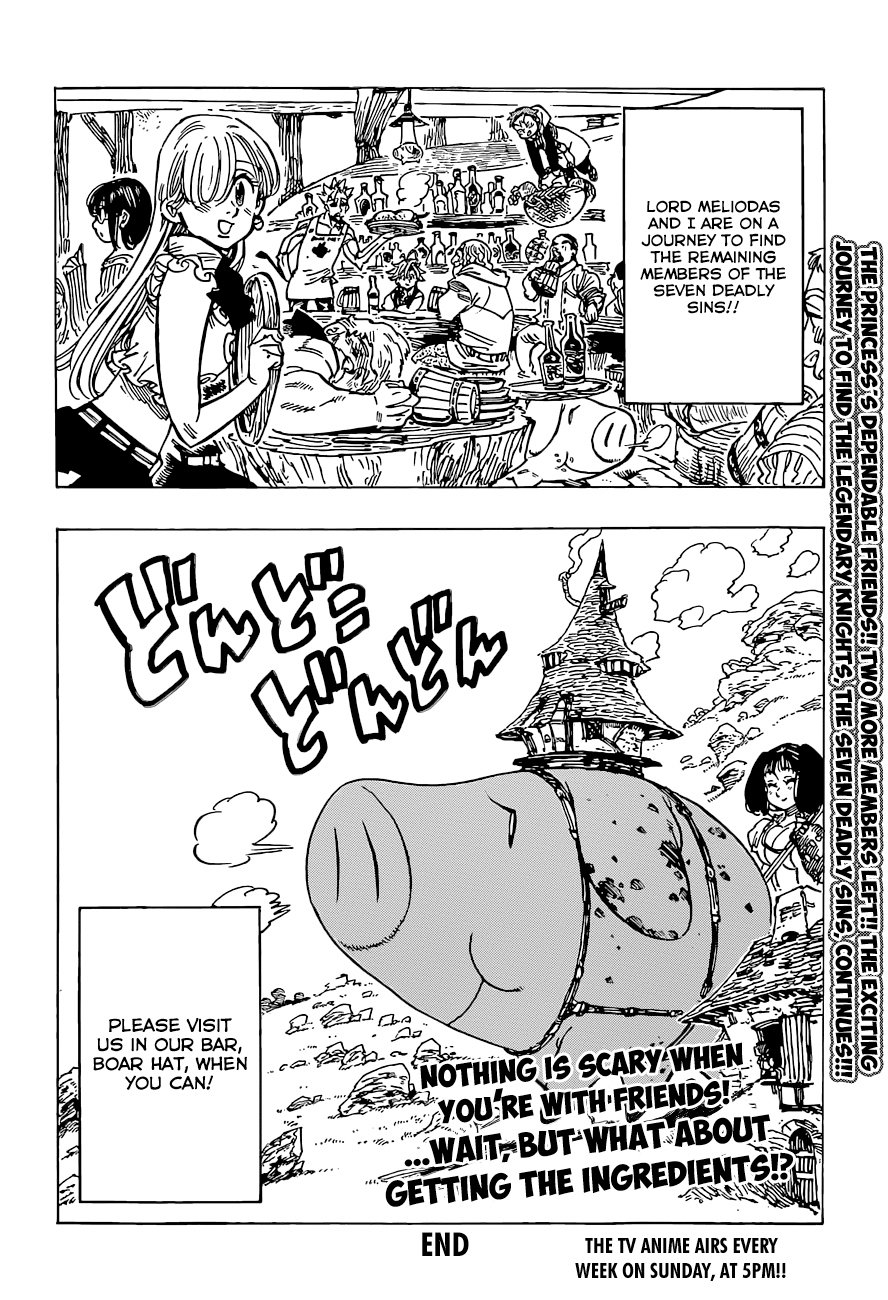 LORD MELIODAS
AND I ARE ON A
JOURNEY TO FIND
THE REMAINING
MEMBERS OF THE
SEVEN DEADLY
SINS!!
THE PRINCESS'S DEPENDABLE FRIENDS!! TWO MORE MEMBERS LEFT!! THE EXCITING
JOURNEY TO FIND THE LEGENDARY KNIGHTS, THE SEVEN DEADLY SINS, CONTINUES!!!
どんどこ
どんどん
PLEASE VISIT
US IN OUR BAR,
BOAR HAT, WHEN
YOU CAN!
NOTHING IS SCARY WHEN
YOU'RE WITH FRIENDS!
...WAIT, BUT WHAT ABOUT
GETTING THE INGREDIENTS!?
END
THE TV ANIME AIRS EVERY
WEEK ON SUNDAY, AT 5PM!!